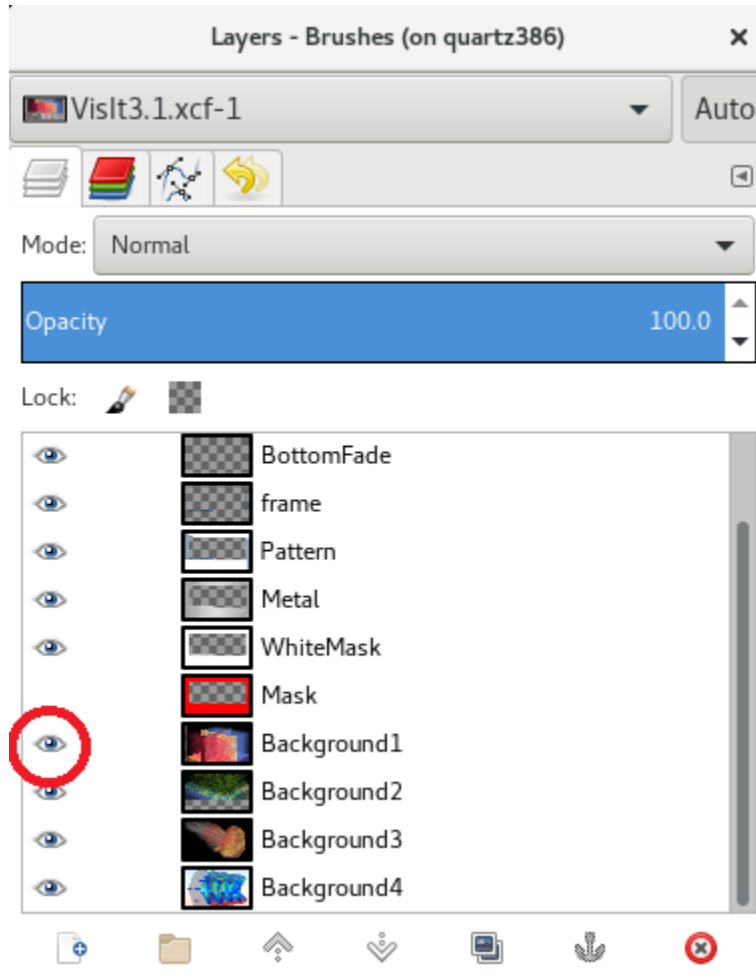 Layers - Brushes (on quartz386)
VisIt3.1.xcf-1
Auto
Mode: Normal
Opacity 100.0
Lock:
BottomFade
frame
Pattern
Metal
WhiteMask
Mask
Background1
Background2
Background3
Background4